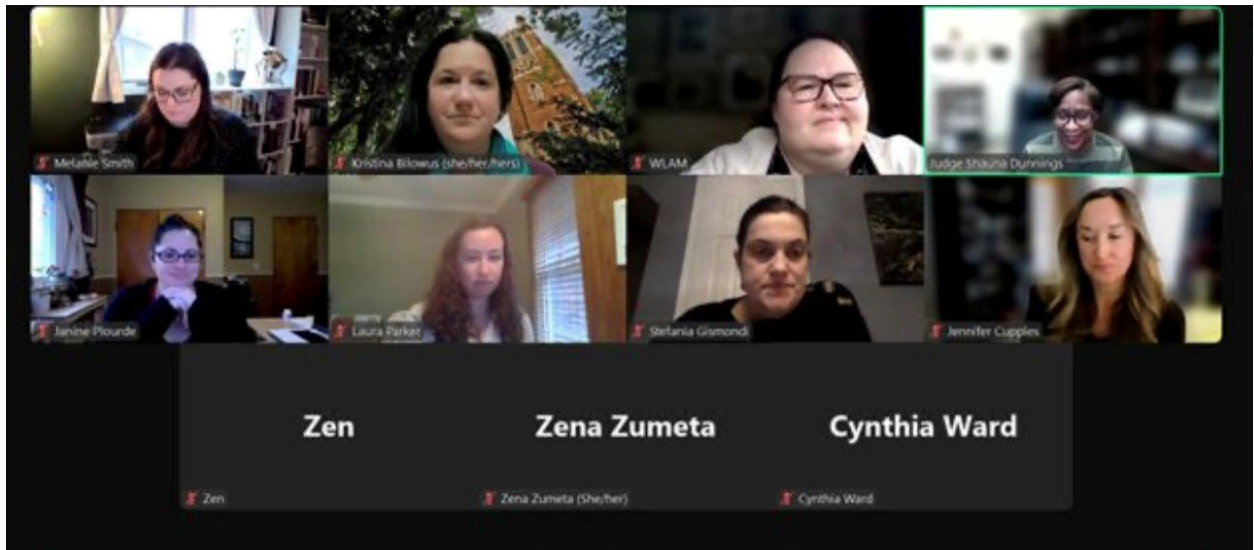 Melanie Smith
Kristina Bilowus (she/her/hers)
WLAM
Judge Shauna Dunnings
Janine Plourde
Laura Parker
Stefania Gismondi
Jennifer Cupples
Zen
Zena Zumeta
Cynthia Ward
Zen
Zena Zumeta (She/her)
Cynthia Ward